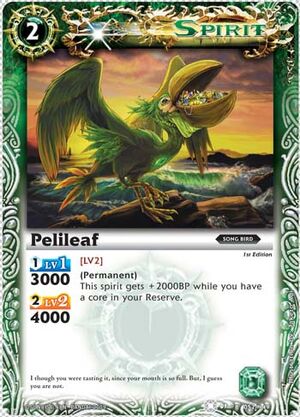 2
SPIRIT
Pelileaf
SONG BIRD
1st Edition
1 LV1
3000
[LV2]
(Permanent)
This spirit gets +2000BP while you have
a core in your Reserve.
2 LV2
4000
I though you were tasting it, since your mouth is so full. But, I guess
you are not.